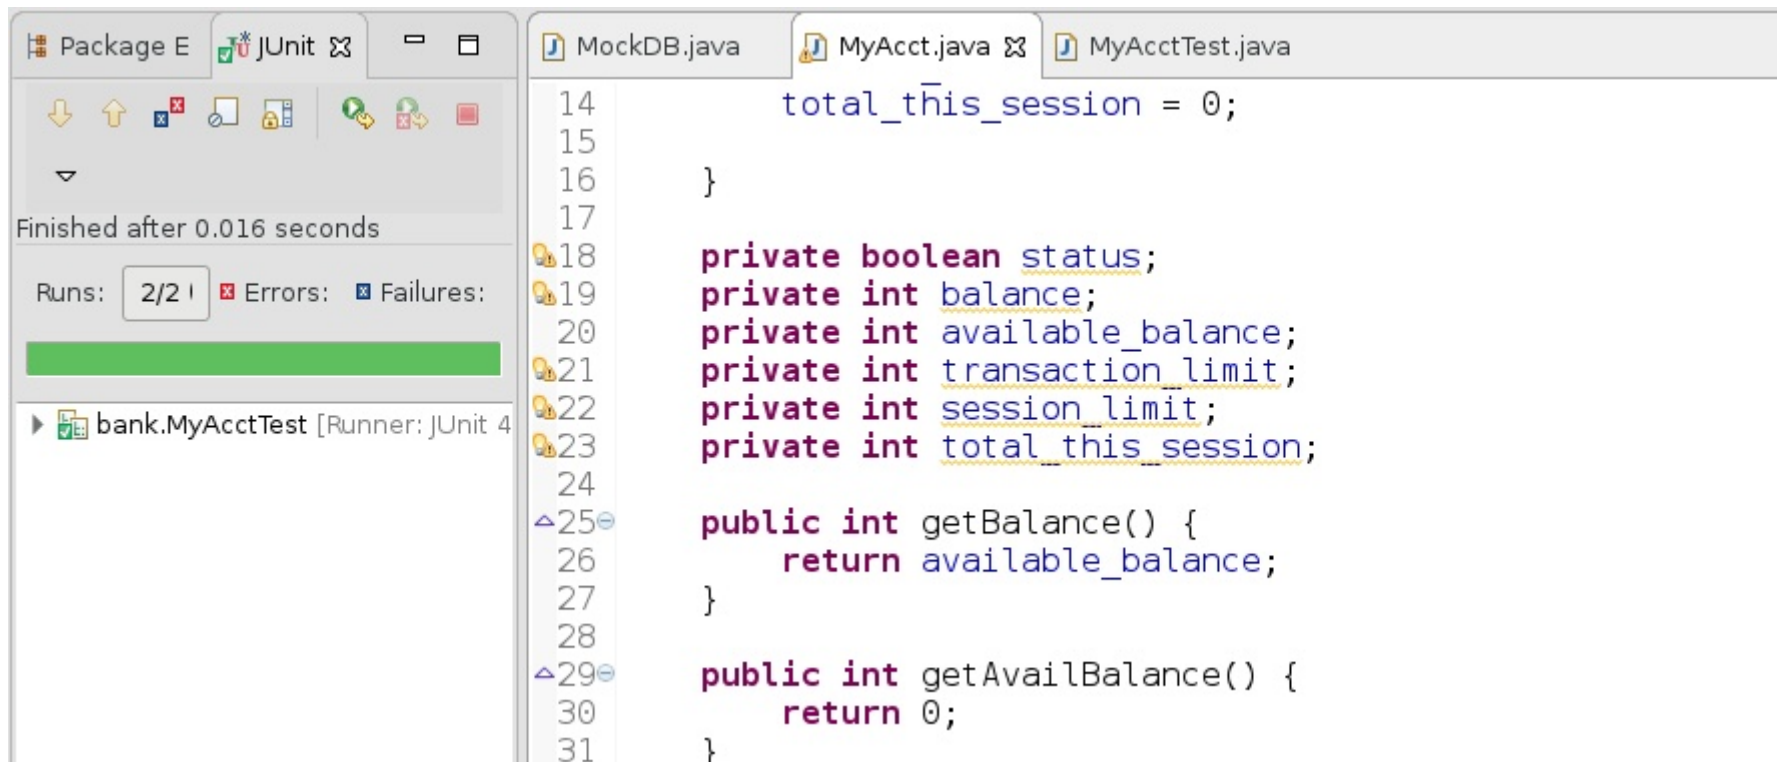 Package E JUnit
MockDB.java MyAcct.java MyAcctTest.java
Finished after 0.016 seconds
Runs: 2/2 Errors: Failures:
bank.MyAcctTest [Runner: JUnit 4
14 total_this_session = 0;
15
16 }
17
18 private boolean status;
19 private int balance;
20 private int available_balance;
21 private int transaction_limit;
22 private int session_limit;
23 private int total_this_session;
24
25 public int getBalance() {
26 return available_balance;
27 }
28
29 public int getAvailBalance() {
30 return 0;
31 }